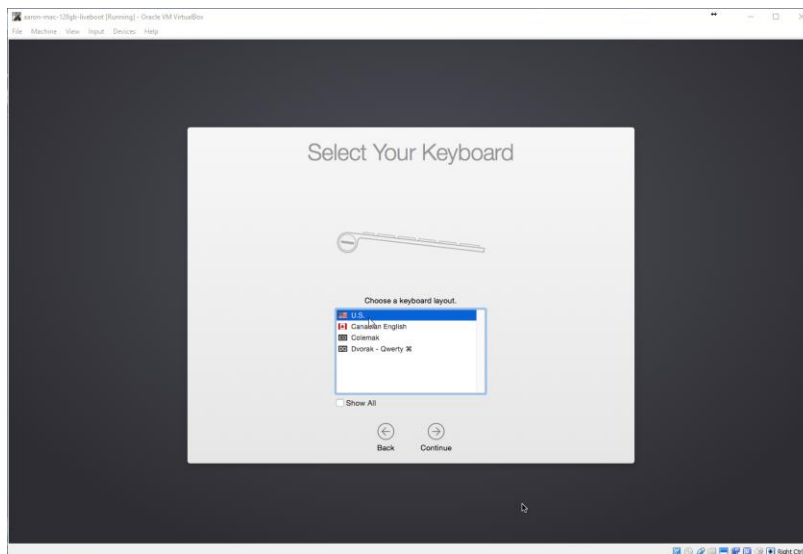 aaron-mac-120gb-liveboot [Running] - Oracle VM VirtualBox
File Machine View Input Devices Help
Select Your Keyboard
Choose a keyboard layout.
U.S.
Canadian English
Colemak
Dvorak - Qwerty ⌘
Show All
Back Continue
Right Ctrl